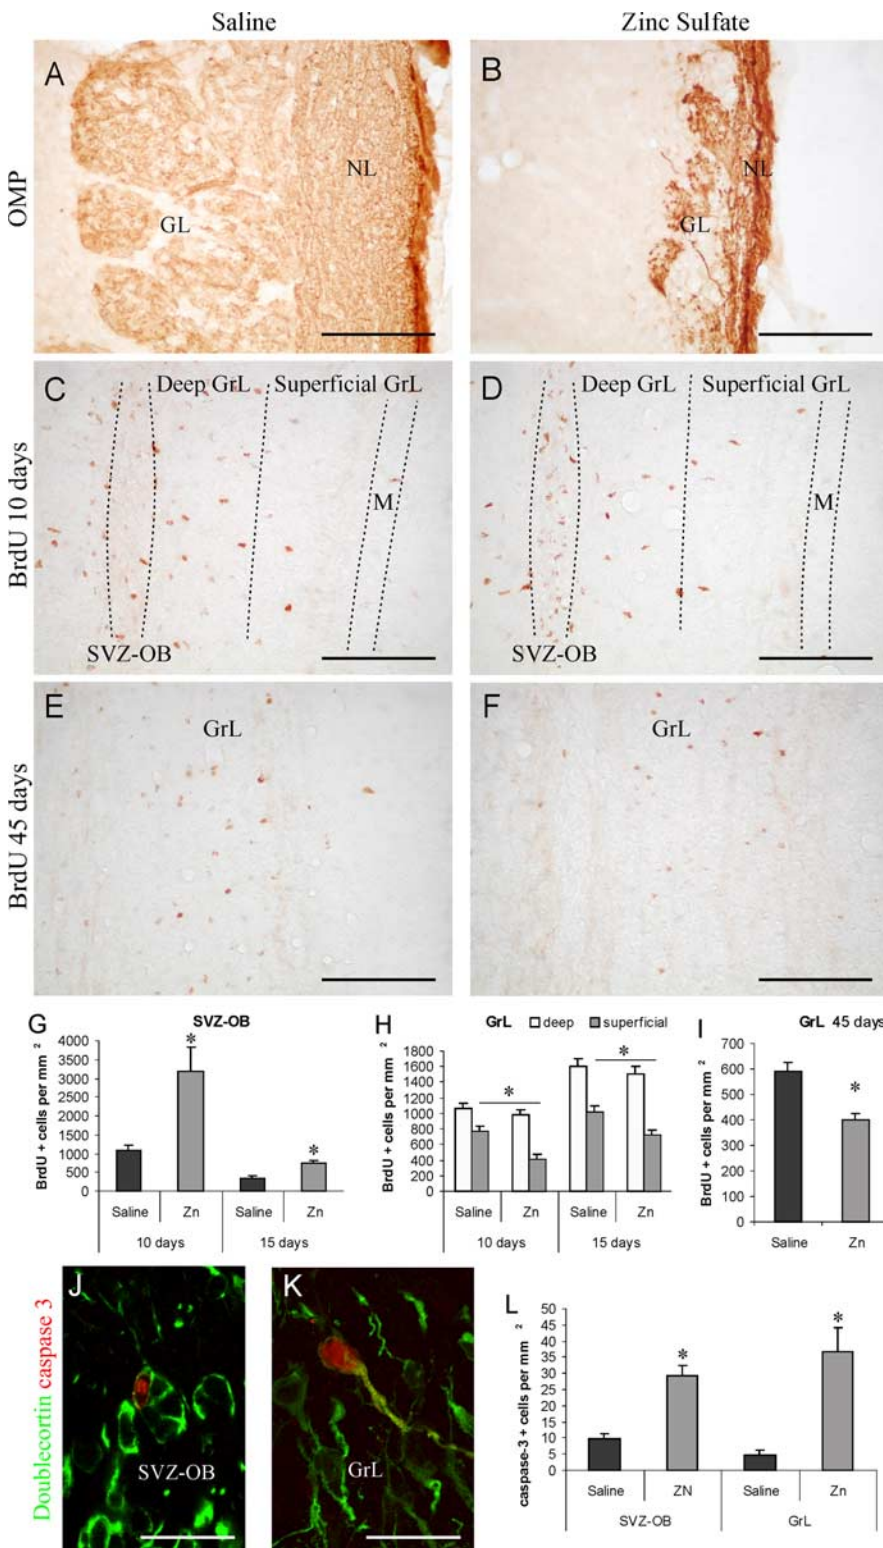 Saline Zinc Sulfate
OMP
A
GL
NL
B
GL
NL
BrdU 10 days
C
Deep GrL Superficial GrL
M
SVZ-OB
D
Deep GrL Superficial GrL
M
SVZ-OB
BrdU 45 days
E
GrL
F
GrL
G
SVZ-OB
BrdU + cells per mm 2
4000
3500
3000
2500
2000
1500
1000
500
0
*
*
Saline Zn Saline Zn
10 days 15 days
H
GrL deep superficial
BrdU + cells per mm 2
1800
1600
1400
1200
1000
800
600
400
200
0
*
*
Saline Zn Saline Zn
10 days 15 days
I
GrL 45 days
BrdU + cells per mm 2
700
600
500
400
300
200
100
0
*
Saline Zn
Doublecortin caspase 3
J
SVZ-OB
K
GrL
L
caspase-3 + cells per mm 2
50
45
40
35
30
25
20
15
10
5
0
*
*
Saline ZN Saline Zn
SVZ-OB GrL